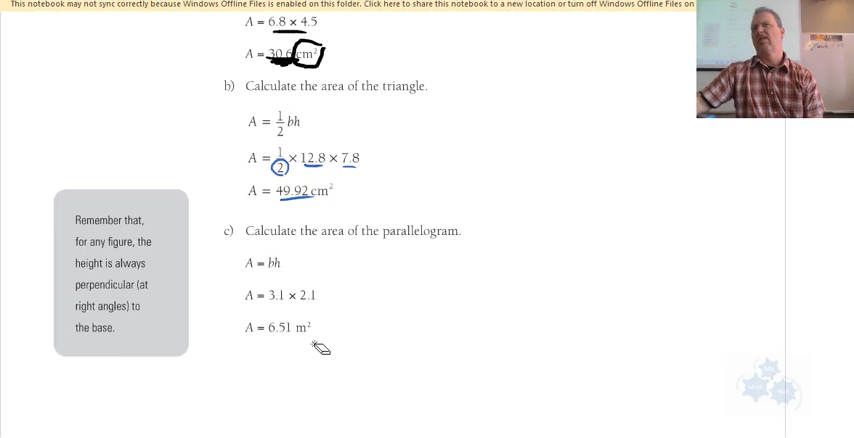 This notebook may not sync correctly because Windows Offline Files is enabled on this folder. Click here to share this notebook to a new location or turn off Windows Offline Files on
A = 6.8 × 4.5
A = 30.6 cm²
b) Calculate the area of the triangle.
A = 1/2 bh
A = 1/2 × 12.8 × 7.8
A = 49.92 cm²
c) Calculate the area of the parallelogram.
A = bh
A = 3.1 × 2.1
A = 6.51 m²
Remember that,
for any figure, the
height is always
perpendicular (at
right angles) to
the base.